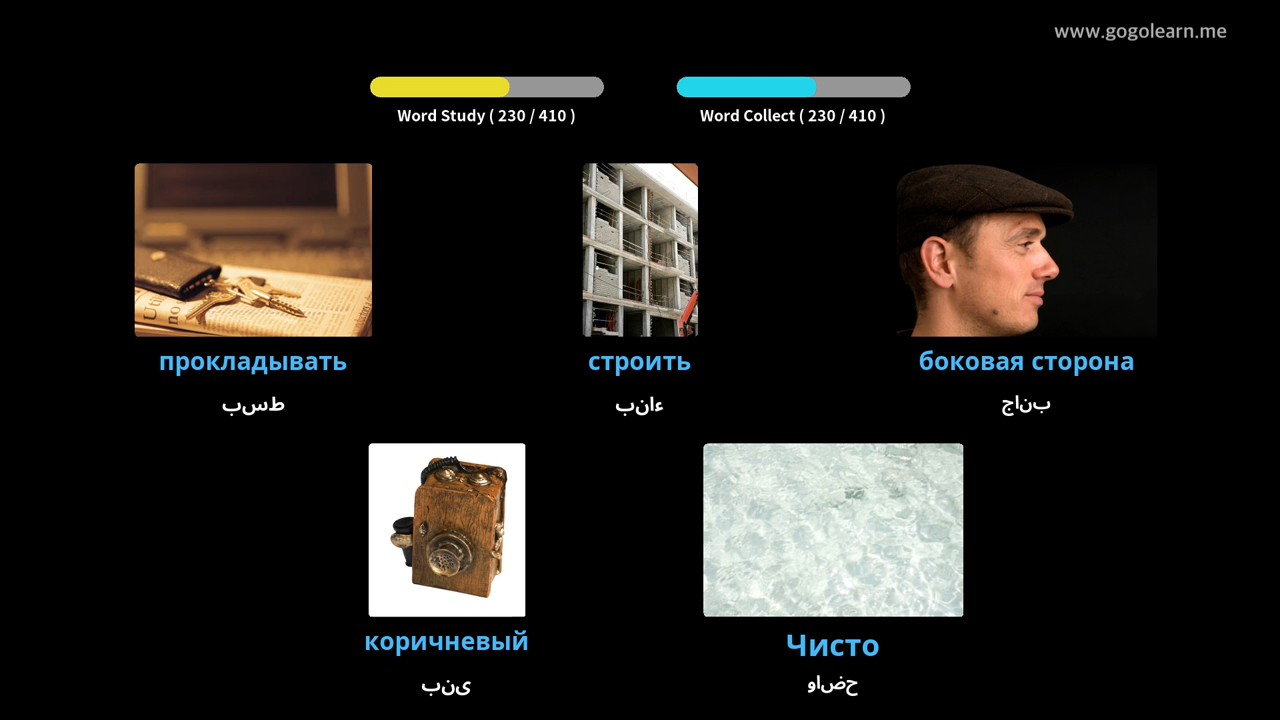 www.gogolearn.me
Word Study ( 230 / 410 )
Word Collect ( 230 / 410 )
прокладывать
строить
боковая сторона
بسط
بناء
جانب
коричневый
Чисто
بنى
واضح